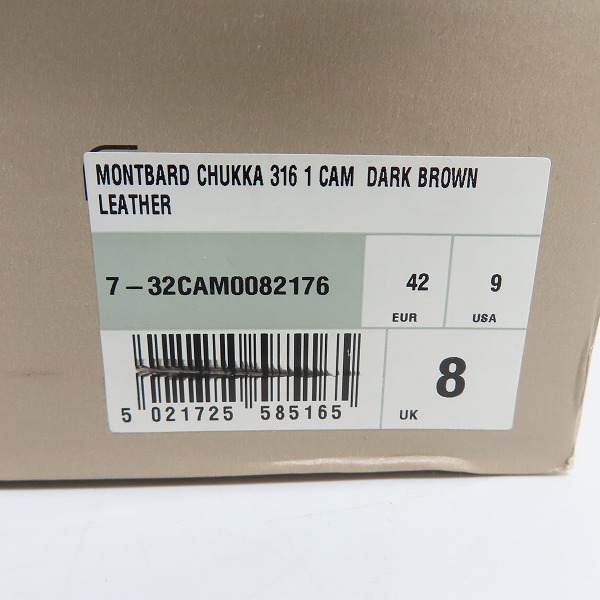 MONTBARD CHUKKA 316 1 CAM DARK BROWN
LEATHER
7-32CAM0082176
42
EUR
9
USA
5 021725 585165
8
UK